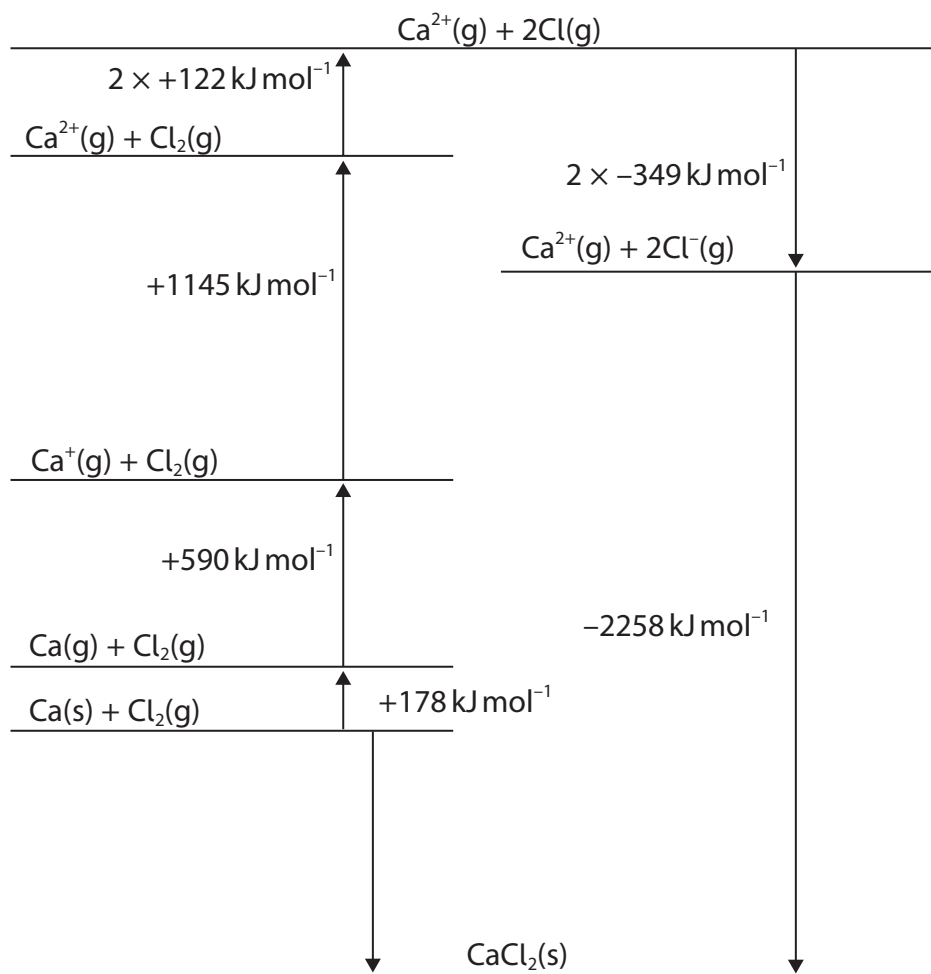 Ca²⁺(g) + 2Cl(g)
2 × +122 kJ mol⁻¹
Ca²⁺(g) + Cl₂(g)
2 × –349 kJ mol⁻¹
Ca²⁺(g) + 2Cl⁻(g)
+1145 kJ mol⁻¹
Ca⁺(g) + Cl₂(g)
+590 kJ mol⁻¹
–2258 kJ mol⁻¹
Ca(g) + Cl₂(g)
+178 kJ mol⁻¹
Ca(s) + Cl₂(g)
CaCl₂(s)